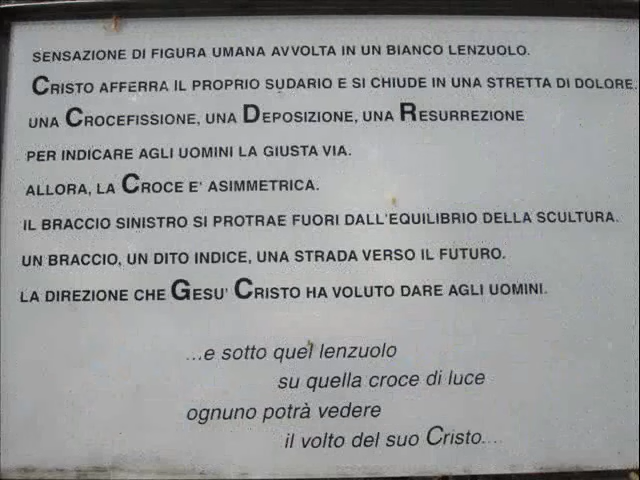 SENSAZIONE DI FIGURA UMANA AVVOLTA IN UN BIANCO LENZUOLO.
CRISTO AFFERRA IL PROPRIO SUDARIO E SI CHIUDE IN UNA STRETTA DI DOLORE.
UNA CROCEFISSIONE, UNA DEPOSIZIONE, UNA RESURREZIONE
PER INDICARE AGLI UOMINI LA GIUSTA VIA.
ALLORA, LA CROCE E' ASIMMETRICA.
IL BRACCIO SINISTRO SI PROTRAE FUORI DALL'EQUILIBRIO DELLA SCULTURA.
UN BRACCIO, UN DITO INDICE, UNA STRADA VERSO IL FUTURO.
LA DIREZIONE CHE GESU' CRISTO HA VOLUTO DARE AGLI UOMINI.
...e sotto quel lenzuolo
su quella croce di luce
ognuno potrà vedere
il volto del suo Cristo....